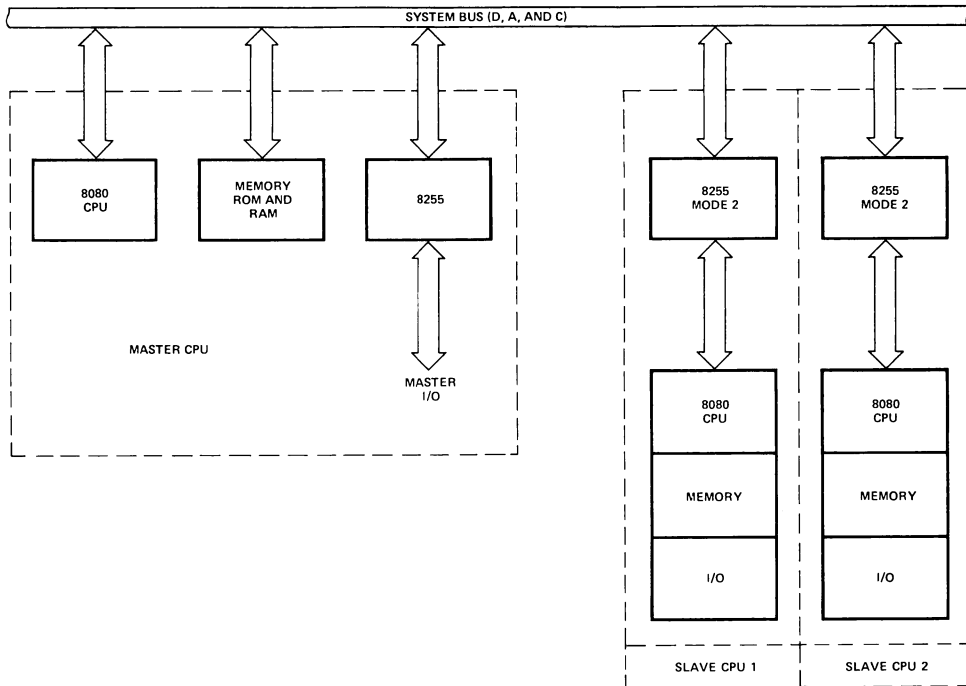 SYSTEM BUS (D, A, AND C)
8080
CPU
MEMORY
ROM AND
RAM
8255
8255
MODE 2
8255
MODE 2
MASTER CPU
MASTER
I/O
8080
CPU
MEMORY
I/O
8080
CPU
MEMORY
I/O
SLAVE CPU 1
SLAVE CPU 2